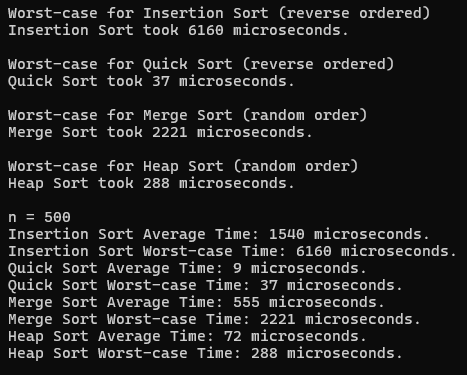 Worst-case for Insertion Sort (reverse ordered)
Insertion Sort took 6160 microseconds.
Worst-case for Quick Sort (reverse ordered)
Quick Sort took 37 microseconds.
Worst-case for Merge Sort (random order)
Merge Sort took 2221 microseconds.
Worst-case for Heap Sort (random order)
Heap Sort took 288 microseconds.
n = 500
Insertion Sort Average Time: 1540 microseconds.
Insertion Sort Worst-case Time: 6160 microseconds.
Quick Sort Average Time: 9 microseconds.
Quick Sort Worst-case Time: 37 microseconds.
Merge Sort Average Time: 555 microseconds.
Merge Sort Worst-case Time: 2221 microseconds.
Heap Sort Average Time: 72 microseconds.
Heap Sort Worst-case Time: 288 microseconds.